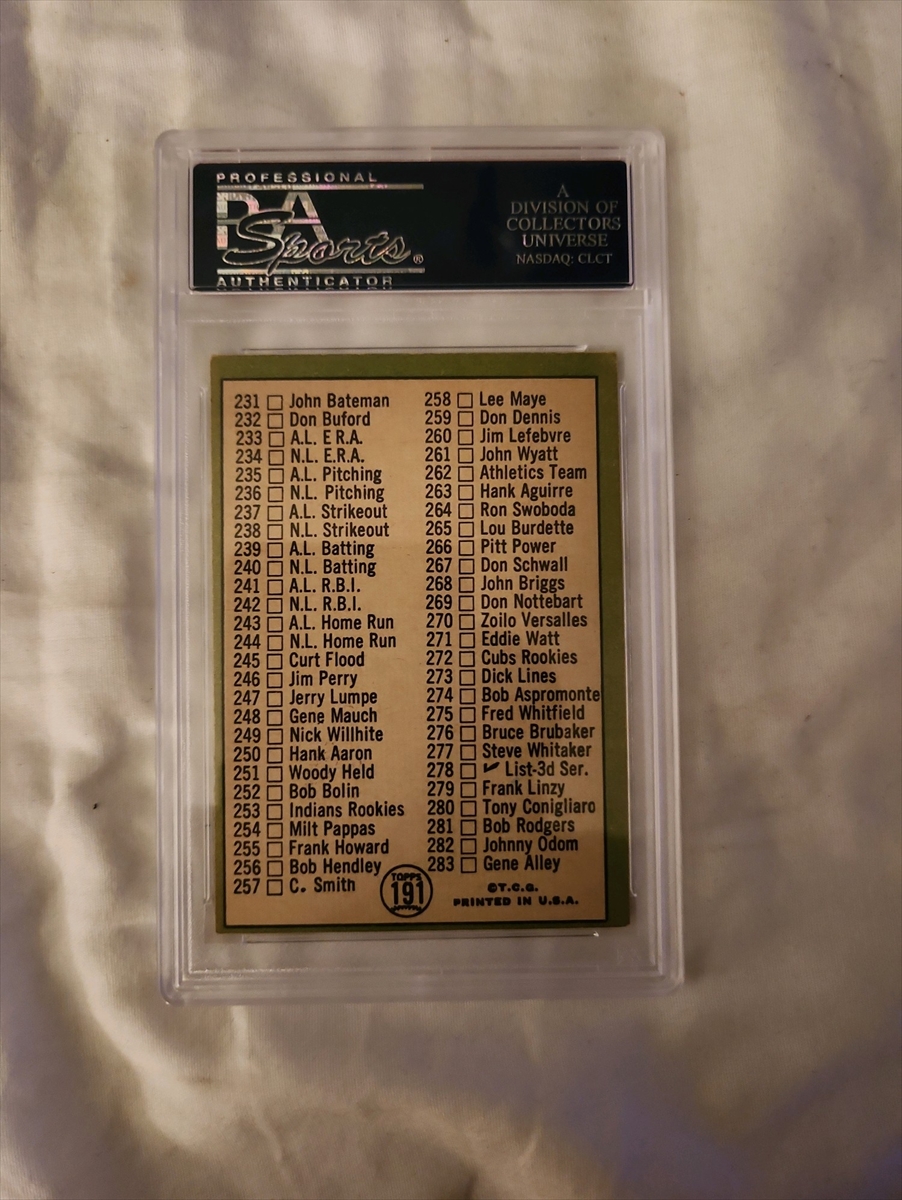 PROFESSIONAL
PSA
Sports®
AUTHENTICATOR
A
DIVISION OF
COLLECTORS
UNIVERSE
NASDAQ: CLCT
231 John Bateman
232 Don Buford
233 A.L. E R.A.
234 N.L. E.R.A.
235 A.L. Pitching
236 N.L. Pitching
237 A.L. Strikeout
238 N.L. Strikeout
239 A.L. Batting
240 N.L. Batting
241 A.L. R.B.I.
242 N.L. R.B.I.
243 A.L. Home Run
244 N.L. Home Run
245 Curt Flood
246 Jim Perry
247 Jerry Lumpe
248 Gene Mauch
249 Nick Willhite
250 Hank Aaron
251 Woody Held
252 Bob Bolin
253 Indians Rookies
254 Milt Pappas
255 Frank Howard
256 Bob Hendley
257 C. Smith
258 Lee Maye
259 Don Dennis
260 Jim Lefebvre
261 John Wyatt
262 Athletics Team
263 Hank Aguirre
264 Ron Swoboda
265 Lou Burdette
266 Pitt Power
267 Don Schwall
268 John Briggs
269 Don Nottebart
270 Zoilo Versalles
271 Eddie Watt
272 Cubs Rookies
273 Dick Lines
274 Bob Aspromonte
275 Fred Whitfield
276 Bruce Brubaker
277 Steve Whitaker
278 ✔ List-3d Ser.
279 Frank Linzy
280 Tony Conigliaro
281 Bob Rodgers
282 Johnny Odom
283 Gene Alley
TOPPS
191
©T.C.G.
PRINTED IN U.S.A.